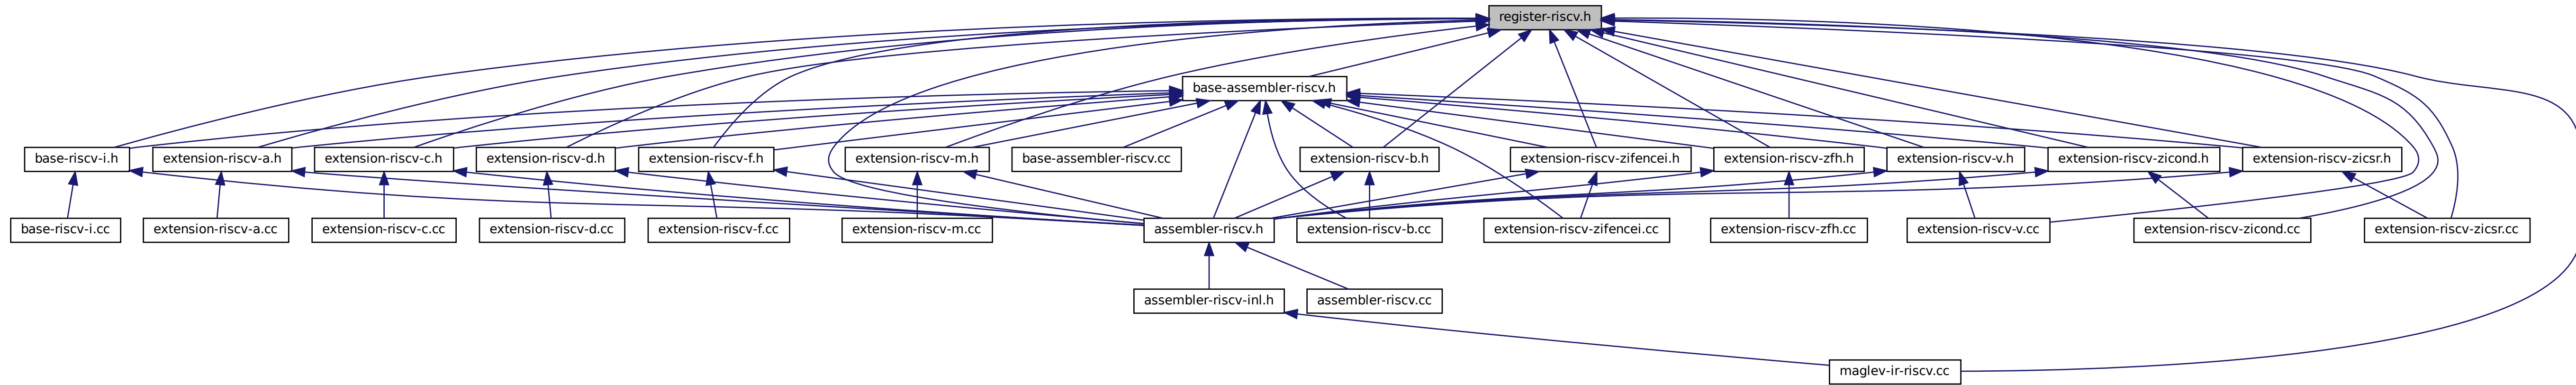 register-riscv.h
base-assembler-riscv.h
base-riscv-i.h
extension-riscv-a.h
extension-riscv-c.h
extension-riscv-d.h
extension-riscv-f.h
extension-riscv-m.h
base-assembler-riscv.cc
extension-riscv-b.h
extension-riscv-zifencei.h
extension-riscv-zfh.h
extension-riscv-v.h
extension-riscv-zicond.h
extension-riscv-zicsr.h
base-riscv-i.cc
extension-riscv-a.cc
extension-riscv-c.cc
extension-riscv-d.cc
extension-riscv-f.cc
extension-riscv-m.cc
assembler-riscv.h
extension-riscv-b.cc
extension-riscv-zifencei.cc
extension-riscv-zfh.cc
extension-riscv-v.cc
extension-riscv-zicond.cc
extension-riscv-zicsr.cc
assembler-riscv-inl.h
assembler-riscv.cc
maglev-ir-riscv.cc